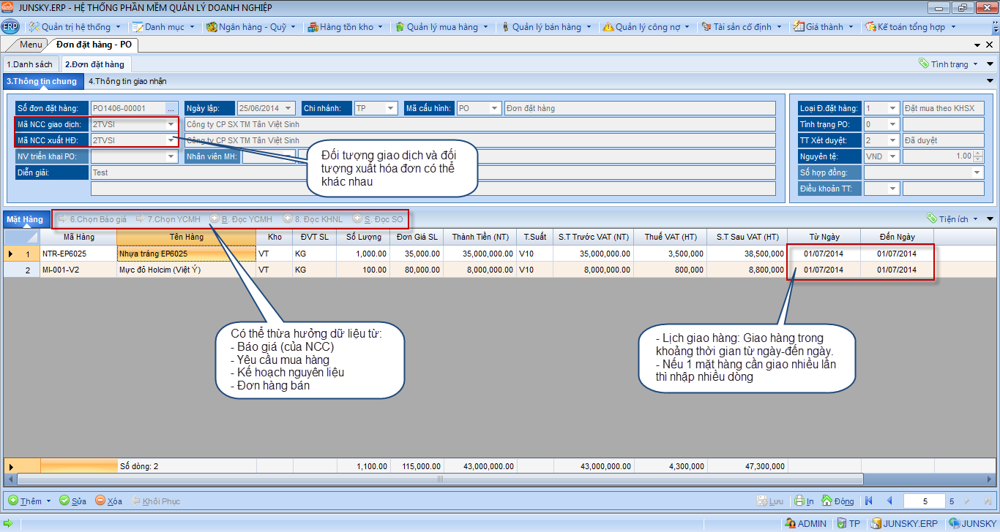 JUNSKY.ERP - HỆ THỐNG PHẦN MỀM QUẢN LÝ DOANH NGHIỆP
ERP Quản trị hệ thống Danh mục Ngân hàng - Quỹ Hàng tồn kho Quản lý mua hàng Quản lý bán hàng Quản lý công nợ Tài sản cố định Giá thành Kế toán tổng hợp
Menu Đơn đặt hàng - PO
1.Danh sách 2.Đơn đặt hàng Tình trạng
3.Thông tin chung 4.Thông tin giao nhận
Số đơn đặt hàng: PO1406-00001 ... Ngày lập: 25/06/2014 Chi nhánh: TP Mã cấu hình: PO Đơn đặt hàng Loại Đ.đặt hàng: 1 Đặt mua theo KHSX
Mã NCC giao dịch: 2TVSI Công ty CP SX TM Tân Việt Sinh Tình trạng PO: 0
Mã NCC xuất HĐ: 2TVSI Công ty CP SX TM Tân Việt Sinh TT Xét duyệt: 2 Đã duyệt
NV triển khai PO: Nhân viên MH: Nguyên tệ: VND 1.00
Diễn giải: Test Số hợp đồng:
Điều khoản TT:
Đối tượng giao dịch và đối
tượng xuất hóa đơn có thể
khác nhau
Mặt Hàng 6.Chọn Báo giá 7.Chọn YCMH B. Đọc YCMH 8. Đọc KHNL S. Đọc SO Tiện ích
Mã Hàng Tên Hàng Kho ĐVT SL Số Lượng Đơn Giá SL Thành Tiền (NT) T.Suất S.T Trước VAT (NT) Thuế VAT (HT) S.T Sau VAT (HT) Từ Ngày Đến Ngày
1 NTR-EP6025 Nhựa tráng EP6025 VT KG 1,000.00 35,000.00 35,000,000.00 V10 35,000,000.00 3,500,000 38,500,000 01/07/2014 01/07/2014
2 MI-001-V2 Mực đỏ Holcim (Việt Ý) VT KG 100.00 80,000.00 8,000,000.00 V10 8,000,000.00 800,000 8,800,000 01/07/2014 01/07/2014
Có thể thừa hưởng dữ liệu từ:
- Báo giá (của NCC)
- Yêu cầu mua hàng
- Kế hoạch nguyên liệu
- Đơn hàng bán
- Lịch giao hàng: Giao hàng trong
khoảng thời gian từ ngày-đến ngày.
- Nếu 1 mặt hàng cần giao nhiều lần
thì nhập nhiều dòng
Số dòng: 2 1,100.00 115,000.00 43,000,000.00 43,000,000.00 4,300,000 47,300,000
Thêm Sửa Xóa Khôi Phục Lưu In Đóng 5 5
ADMIN TP JUNSKY.ERP JUNSKY